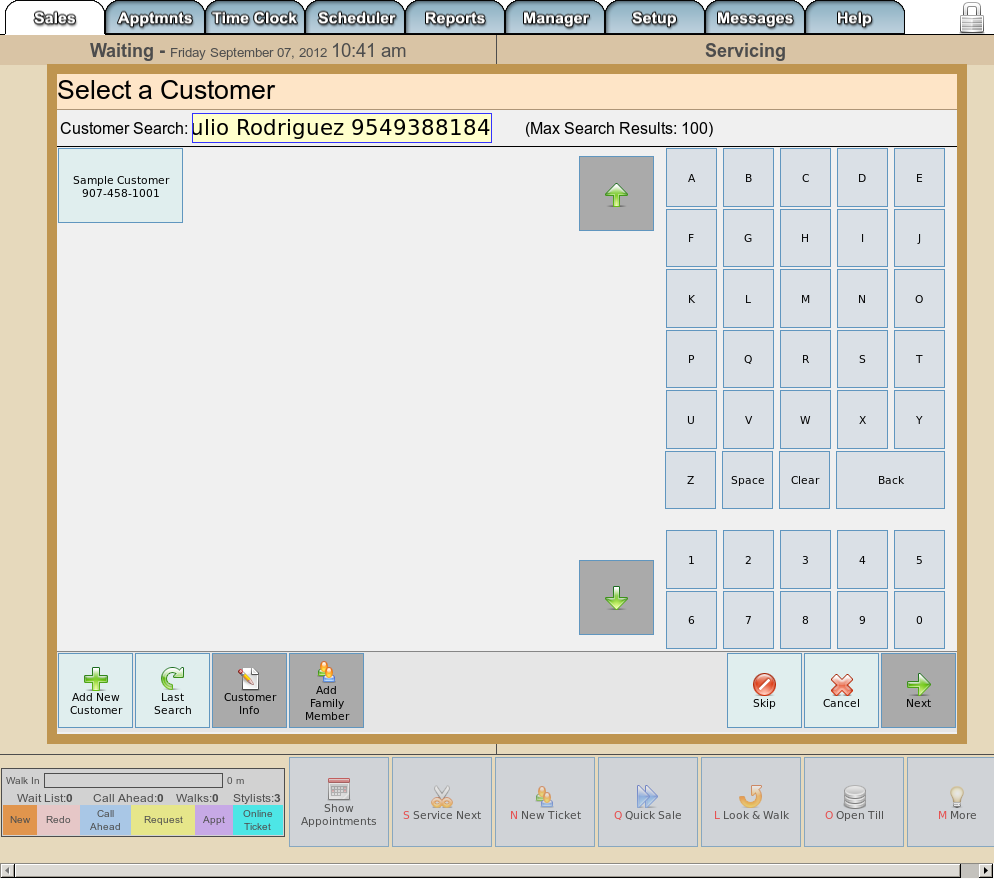 Sales Apptmnts Time Clock Scheduler Reports Manager Setup Messages Help
Waiting - Friday September 07, 2012 10:41 am
Servicing
Select a Customer
Customer Search: ulio Rodriguez 9549388184 (Max Search Results: 100)
Sample Customer
907-458-1001
A B C D E
F G H I J
K L M N O
P Q R S T
U V W X Y
Z Space Clear Back
1 2 3 4 5
6 7 8 9 0
Add New
Customer
Last
Search
Customer
Info
Add
Family
Member
Skip
Cancel
Next
Walk In 0 m
Wait List:0 Call Ahead:0 Walks:0 Stylists:3
New
Redo
Call
Ahead
Request
Appt
Online
Ticket
Show
Appointments
S Service Next
N New Ticket
Q Quick Sale
L Look & Walk
O Open Till
M More